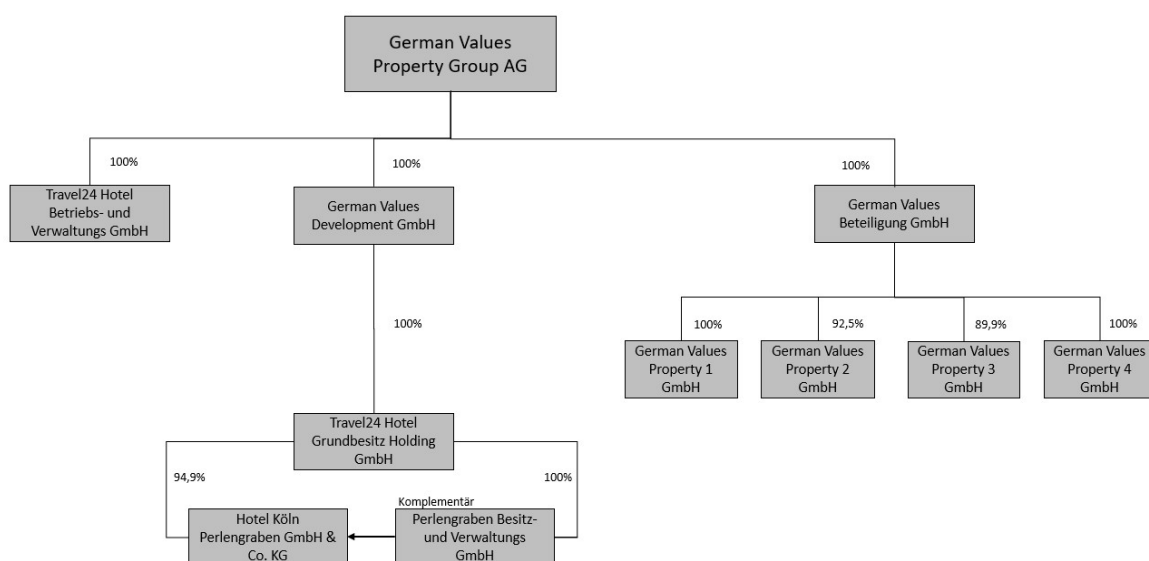 German Values
Property Group AG
100%
100%
100%
Travel24 Hotel
Betriebs- und
Verwaltungs GmbH
German Values
Development GmbH
German Values
Beteiligung GmbH
100%
100%
92,5%
89,9%
100%
German Values
Property 1
GmbH
German Values
Property 2
GmbH
German Values
Property 3
GmbH
German Values
Property 4
GmbH
Travel24 Hotel
Grundbesitz Holding
GmbH
94,9%
100%
Komplementär
Hotel Köln
Perlengraben GmbH &
Co. KG
Perlengraben Besitz-
und Verwaltungs
GmbH